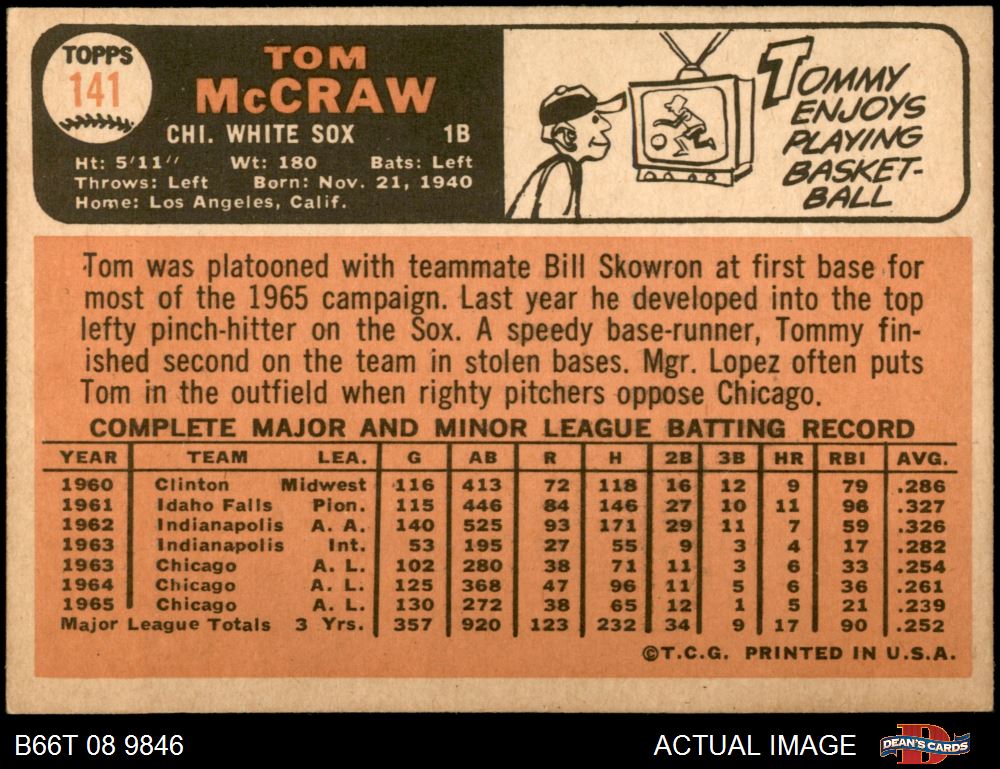 TOPPS
141
TOM
McCRAW
CHI. WHITE SOX 1B
Ht: 5'11" Wt: 180 Bats: Left
Throws: Left Born: Nov. 21, 1940
Home: Los Angeles, Calif.
TOMMY
ENJOYS
PLAYING
BASKET-
BALL
Tom was platooned with teammate Bill Skowron at first base for
most of the 1965 campaign. Last year he developed into the top
lefty pinch-hitter on the Sox. A speedy base-runner, Tommy fin-
ished second on the team in stolen bases. Mgr. Lopez often puts
Tom in the outfield when righty pitchers oppose Chicago.
COMPLETE MAJOR AND MINOR LEAGUE BATTING RECORD
YEAR TEAM LEA. G AB R H 2B 3B HR RBI AVG.
1960 Clinton Midwest 116 413 72 118 16 12 9 79 .286
1961 Idaho Falls Pion. 115 446 84 146 27 10 11 96 .327
1962 Indianapolis A. A. 140 525 93 171 29 11 7 59 .326
1963 Indianapolis Int. 53 195 27 55 9 3 4 17 .282
1963 Chicago A. L. 102 280 38 71 11 3 6 33 .254
1964 Chicago A. L. 125 368 47 96 11 5 6 36 .261
1965 Chicago A. L. 130 272 38 65 12 1 5 21 .239
Major League Totals 3 Yrs. 357 920 123 232 34 9 17 90 .252
©T.C.G. PRINTED IN U.S.A.
B66T 08 9846 ACTUAL IMAGE
D
DEAN'S CARDS